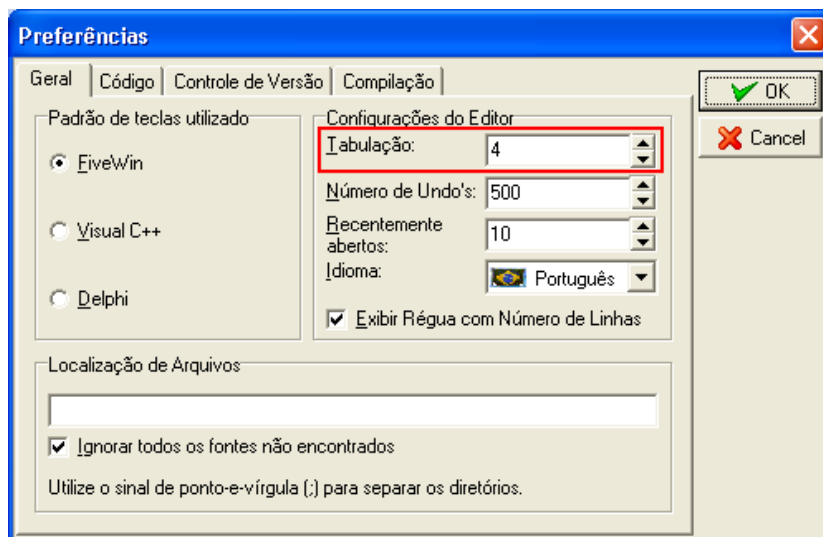 Preferências
Geral Código Controle de Versão Compilação
OK
Cancel
Padrão de teclas utilizado
FiveWin
Visual C++
Delphi
Configurações do Editor
Tabulação: 4
Número de Undo's: 500
Recentemente
abertos: 10
Idioma: Português
Exibir Régua com Número de Linhas
Localização de Arquivos
Ignorar todos os fontes não encontrados
Utilize o sinal de ponto-e-vírgula (;) para separar os diretórios.